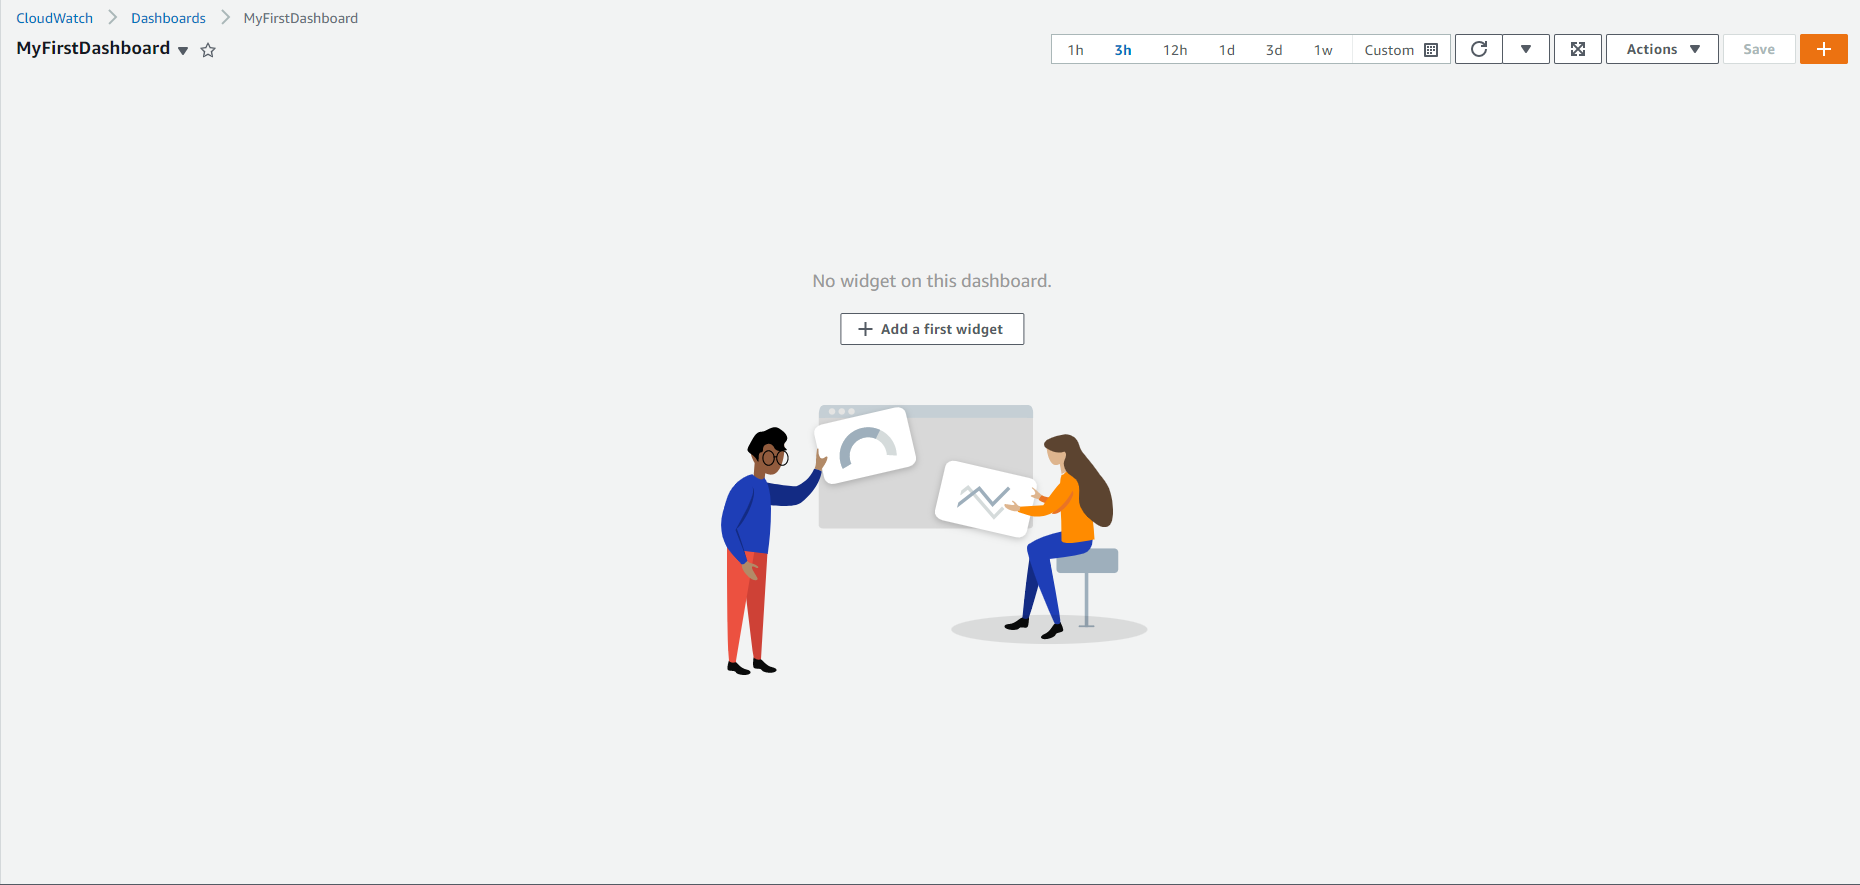 CloudWatch Dashboards MyFirstDashboard
MyFirstDashboard
1h 3h 12h 1d 3d 1w Custom Actions Save
No widget on this dashboard.
Add a first widget